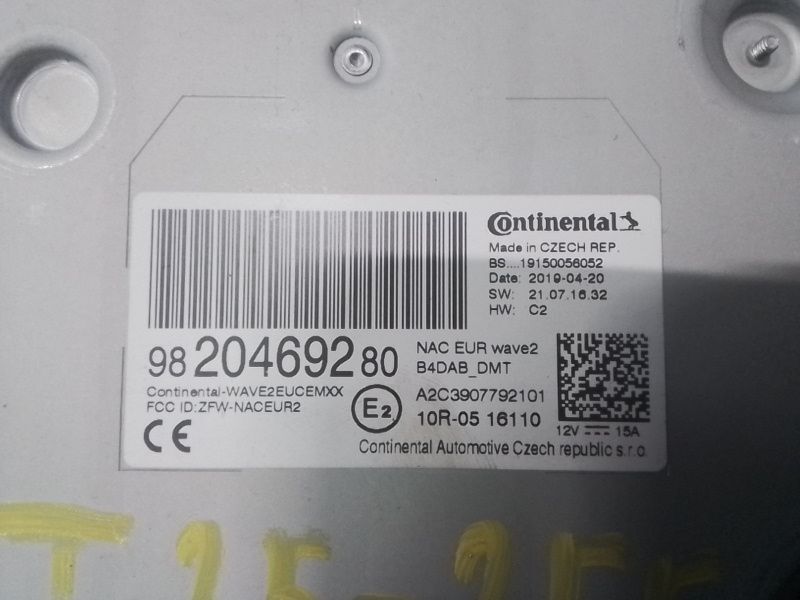 Continental
Made in CZECH REP.
BS....19150056052
Date: 2019-04-20
SW: 21.07.16.32
HW: C2
98 20469280
NAC EUR wave2
B4DAB_DMT
Continental-WAVE2EUCEMXX
FCC ID:ZFW-NACEUR2
E2
A2C3907792101
10R-05 16110
12V 15A
CE
Continental Automotive Czech republic s.r.o.